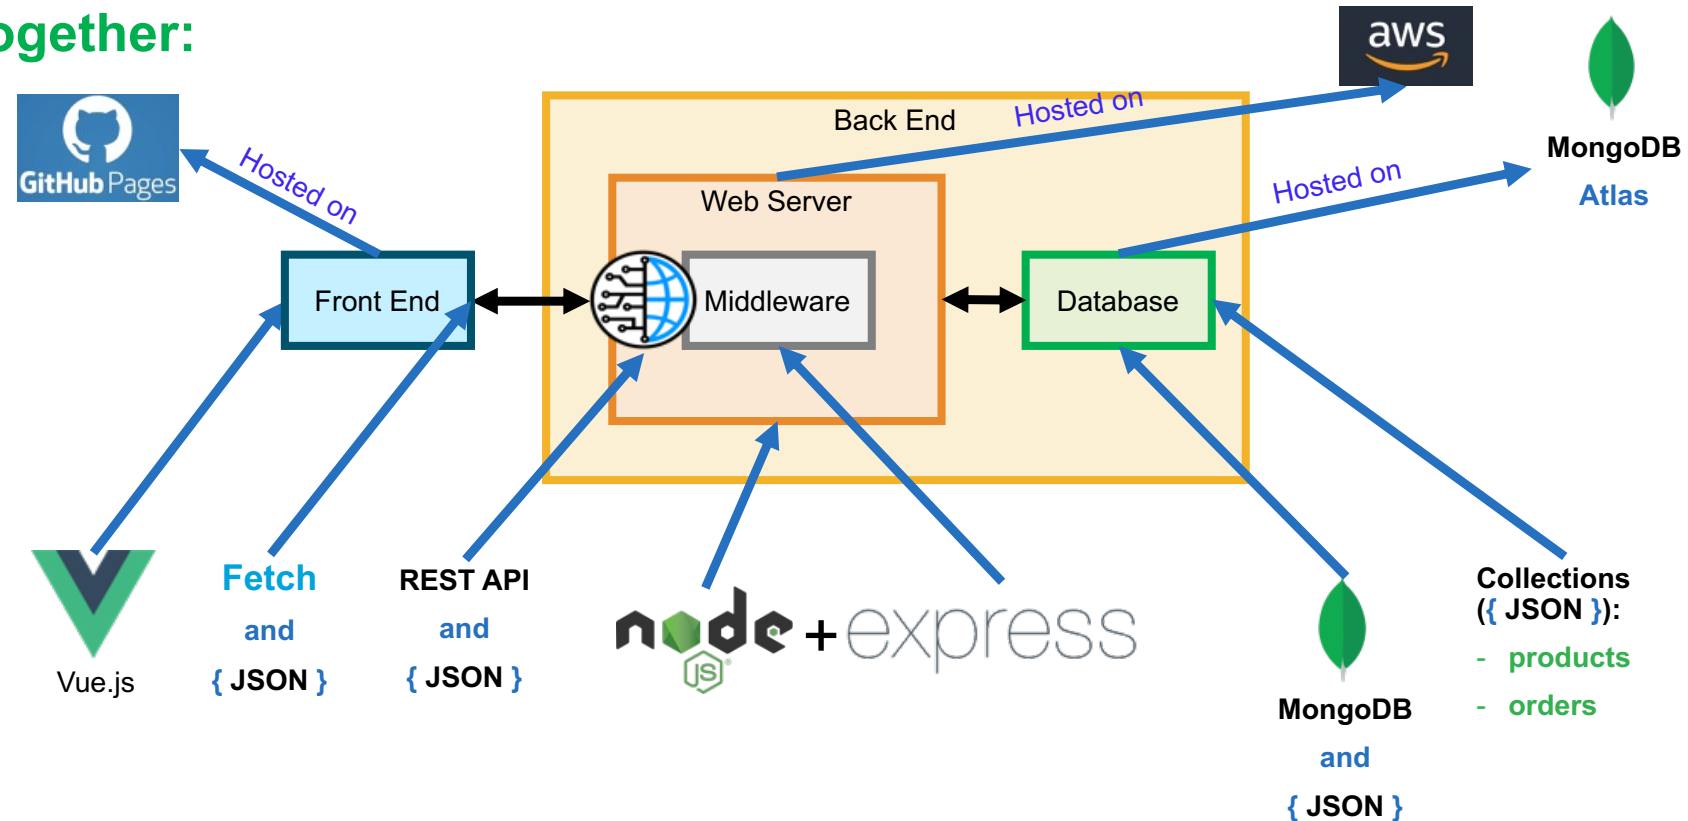 ogether:
aws
GitHub Pages
Hosted on
Back End
Hosted on
MongoDB
Atlas
Hosted on
Web Server
Front End
Middleware
Database
Vue.js
Fetch
and
{ JSON }
REST API
and
{ JSON }
node + express
JS
MongoDB
and
{ JSON }
Collections
({ JSON }):
- products
- orders